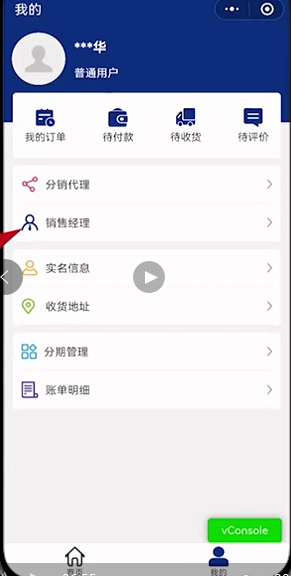 我的
***华
普通用户
我的订单
待付款
待收货
待评价
分销代理
销售经理
实名信息
收货地址
分期管理
账单明细
vConsole
首页
我的